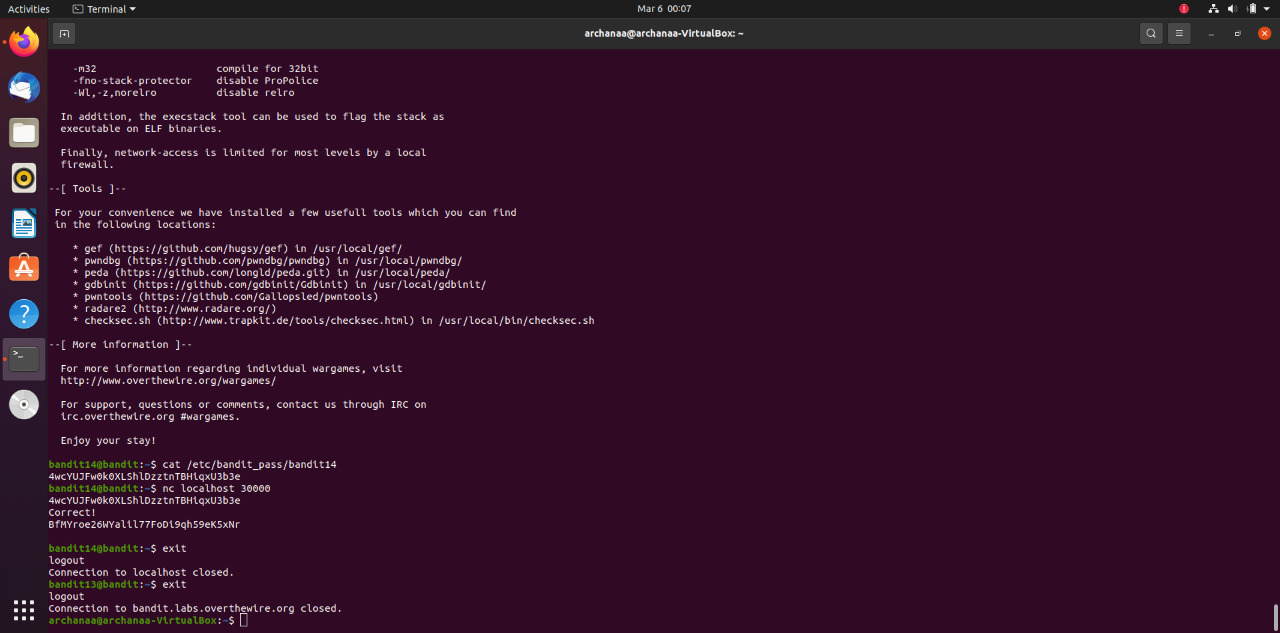 Activities
Terminal
Mar 6 00:07
archanaa@archanaa-VirtualBox: ~
-m32 compile for 32bit
-fno-stack-protector disable ProPolice
-Wl,-z,norelro disable relro
In addition, the execstack tool can be used to flag the stack as
executable on ELF binaries.
Finally, network-access is limited for most levels by a local
firewall.
--[ Tools ]--
For your convenience we have installed a few usefull tools which you can find
in the following locations:
* gef (https://github.com/hugsy/gef) in /usr/local/gef/
* pwndbg (https://github.com/pwndbg/pwndbg) in /usr/local/pwndbg/
* peda (https://github.com/longld/peda.git) in /usr/local/peda/
* gdbinit (https://github.com/gdbinit/Gdbinit) in /usr/local/gdbinit/
* pwntools (https://github.com/Gallopsled/pwntools)
* radare2 (http://www.radare.org/)
* checksec.sh (http://www.trapkit.de/tools/checksec.html) in /usr/local/bin/checksec.sh
--[ More information ]--
For more information regarding individual wargames, visit
http://www.overthewire.org/wargames/
For support, questions or comments, contact us through IRC on
irc.overthewire.org #wargames.
Enjoy your stay!
bandit14@bandit:~$ cat /etc/bandit_pass/bandit14
4wcYUJFw0k0XLShlDzztnTBHiqxU3b3e
bandit14@bandit:~$ nc localhost 30000
4wcYUJFw0k0XLShlDzztnTBHiqxU3b3e
Correct!
BfMYroe26WYalil77FoDi9qh59eK5xNr
bandit14@bandit:~$ exit
logout
Connection to localhost closed.
bandit13@bandit:~$ exit
logout
Connection to bandit.labs.overthewire.org closed.
archanaa@archanaa-VirtualBox:~$